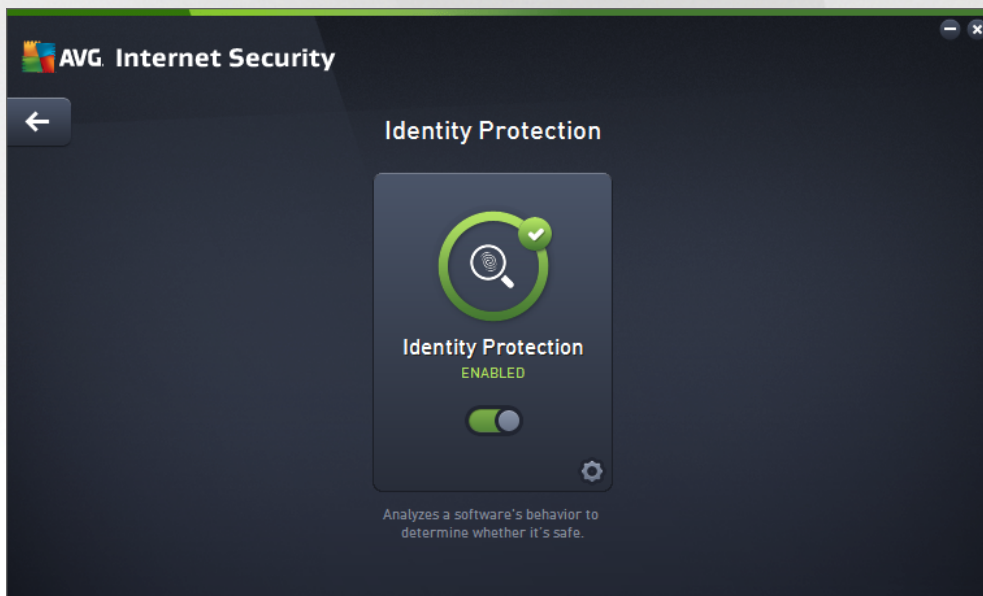 AVG Internet Security
Identity Protection
Identity Protection
ENABLED
Analyzes a software's behavior to
determine whether it's safe.